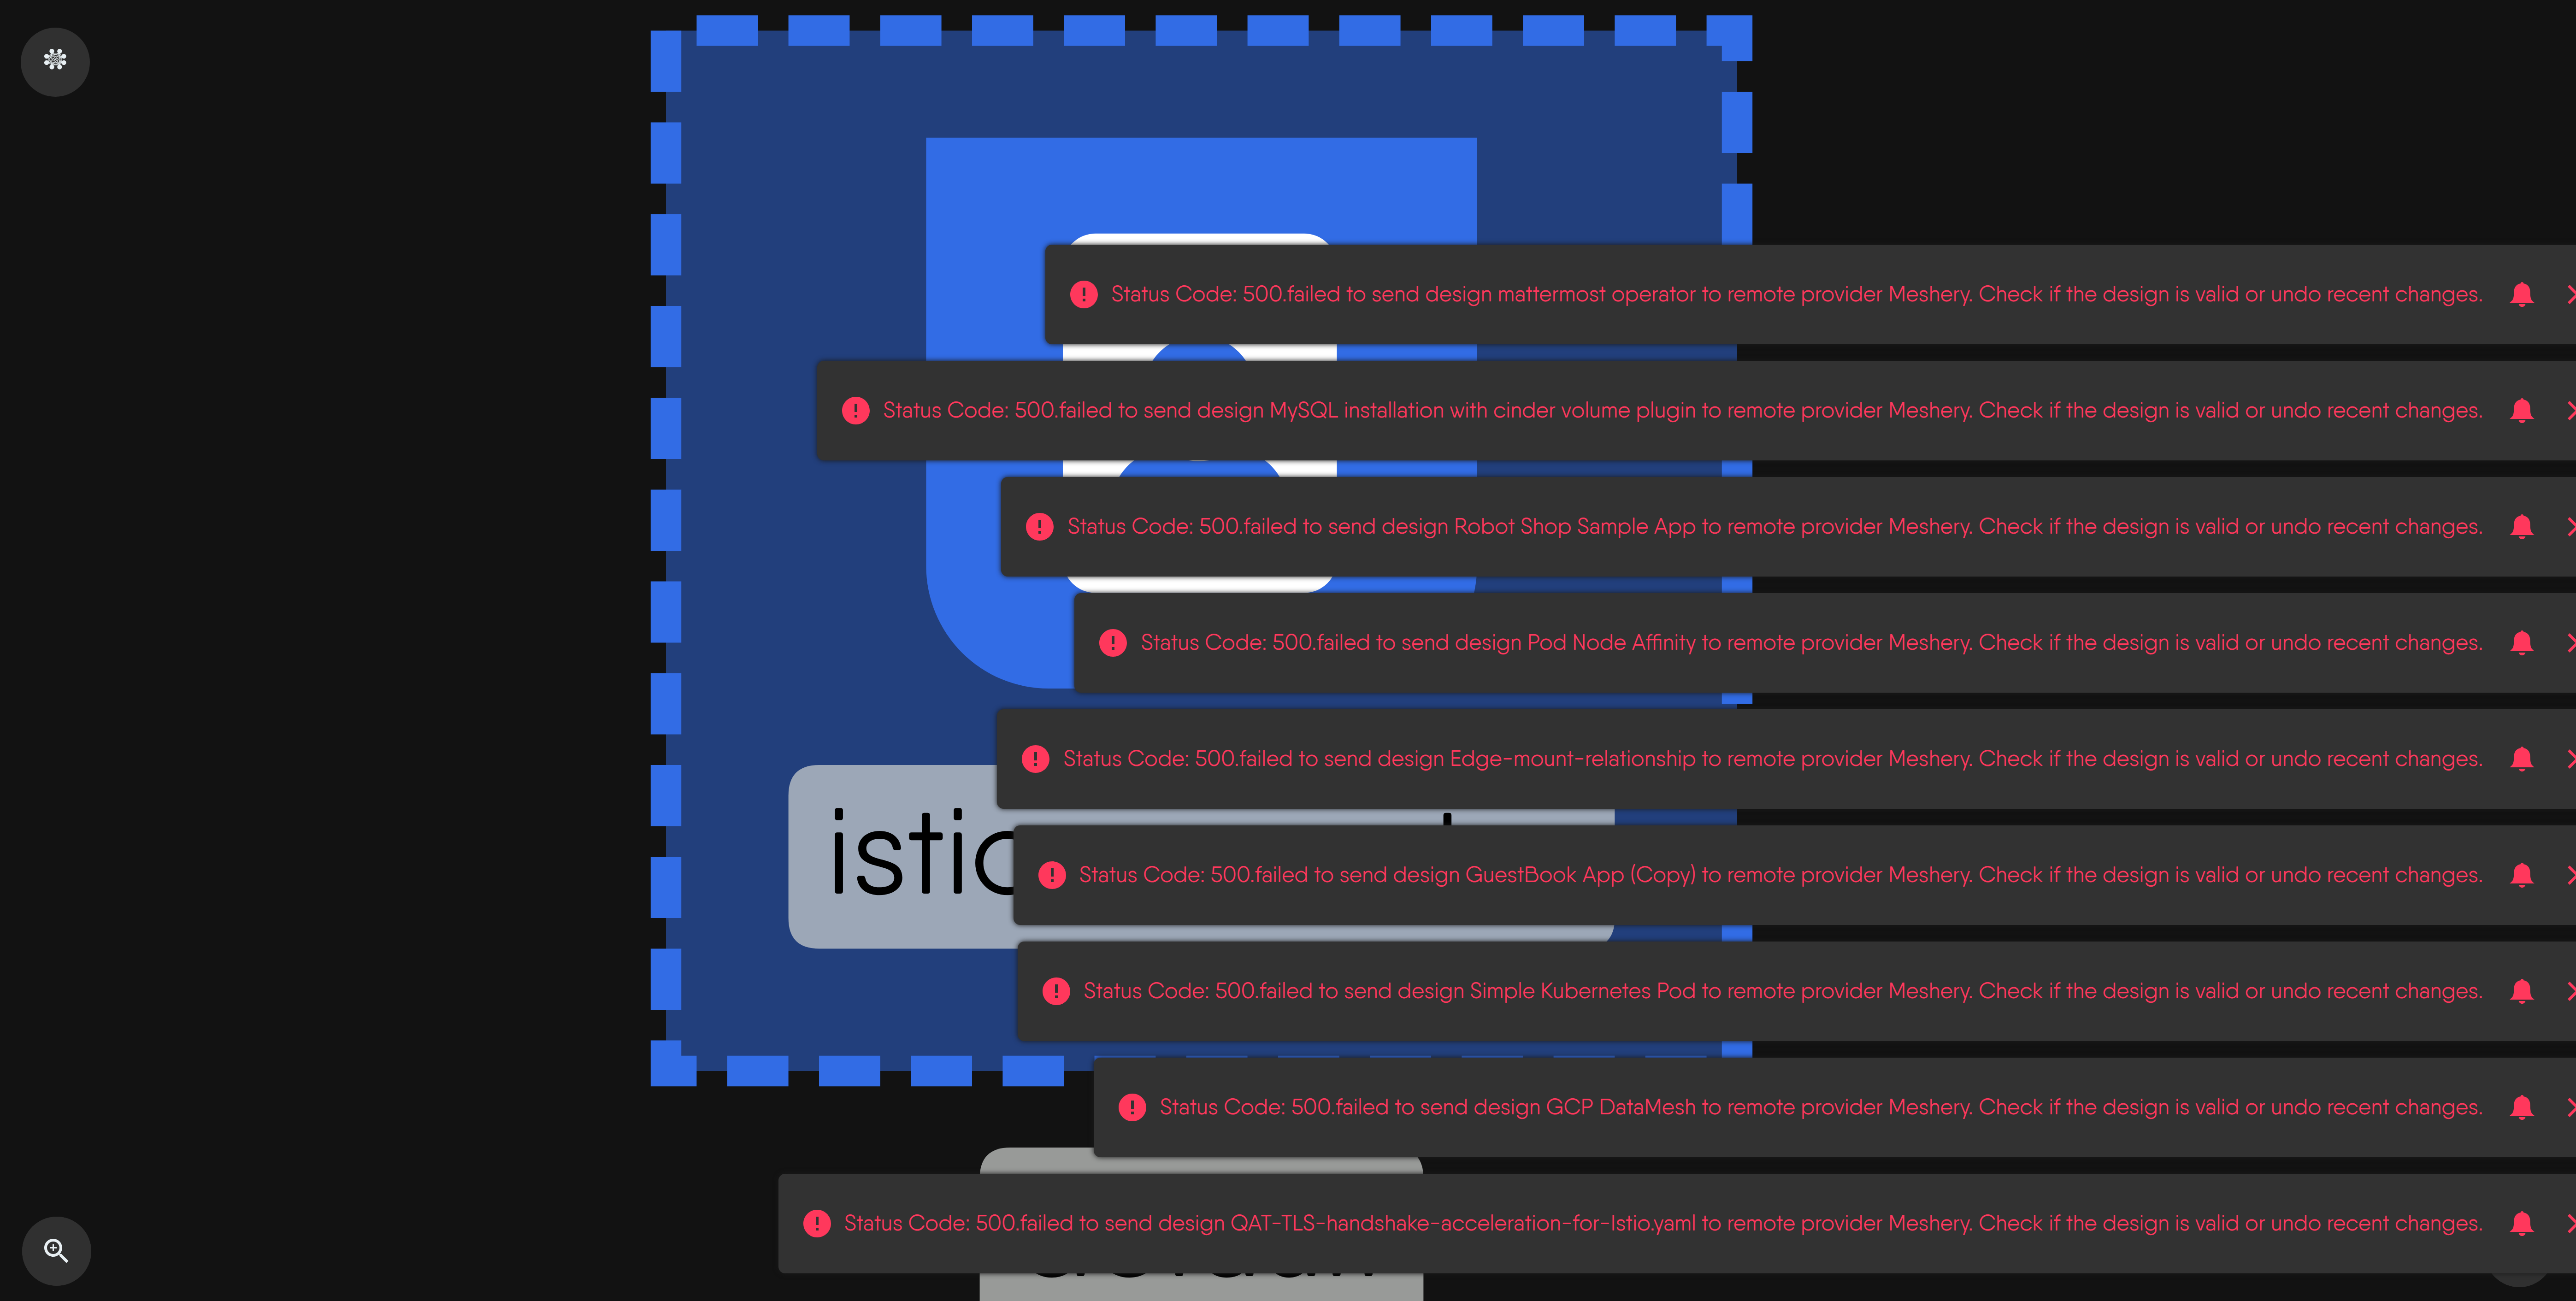 Status Code: 500.failed to send design mattermost operator to remote provider Meshery. Check if the design is valid or undo recent changes.
Status Code: 500.failed to send design MySQL installation with cinder volume plugin to remote provider Meshery. Check if the design is valid or undo recent changes.
Status Code: 500.failed to send design Robot Shop Sample App to remote provider Meshery. Check if the design is valid or undo recent changes.
Status Code: 500.failed to send design Pod Node Affinity to remote provider Meshery. Check if the design is valid or undo recent changes.
Status Code: 500.failed to send design Edge-mount-relationship to remote provider Meshery. Check if the design is valid or undo recent changes.
Status Code: 500.failed to send design GuestBook App (Copy) to remote provider Meshery. Check if the design is valid or undo recent changes.
Status Code: 500.failed to send design Simple Kubernetes Pod to remote provider Meshery. Check if the design is valid or undo recent changes.
Status Code: 500.failed to send design GCP DataMesh to remote provider Meshery. Check if the design is valid or undo recent changes.
Status Code: 500.failed to send design QAT-TLS-handshake-acceleration-for-Istio.yaml to remote provider Meshery. Check if the design is valid or undo recent changes.